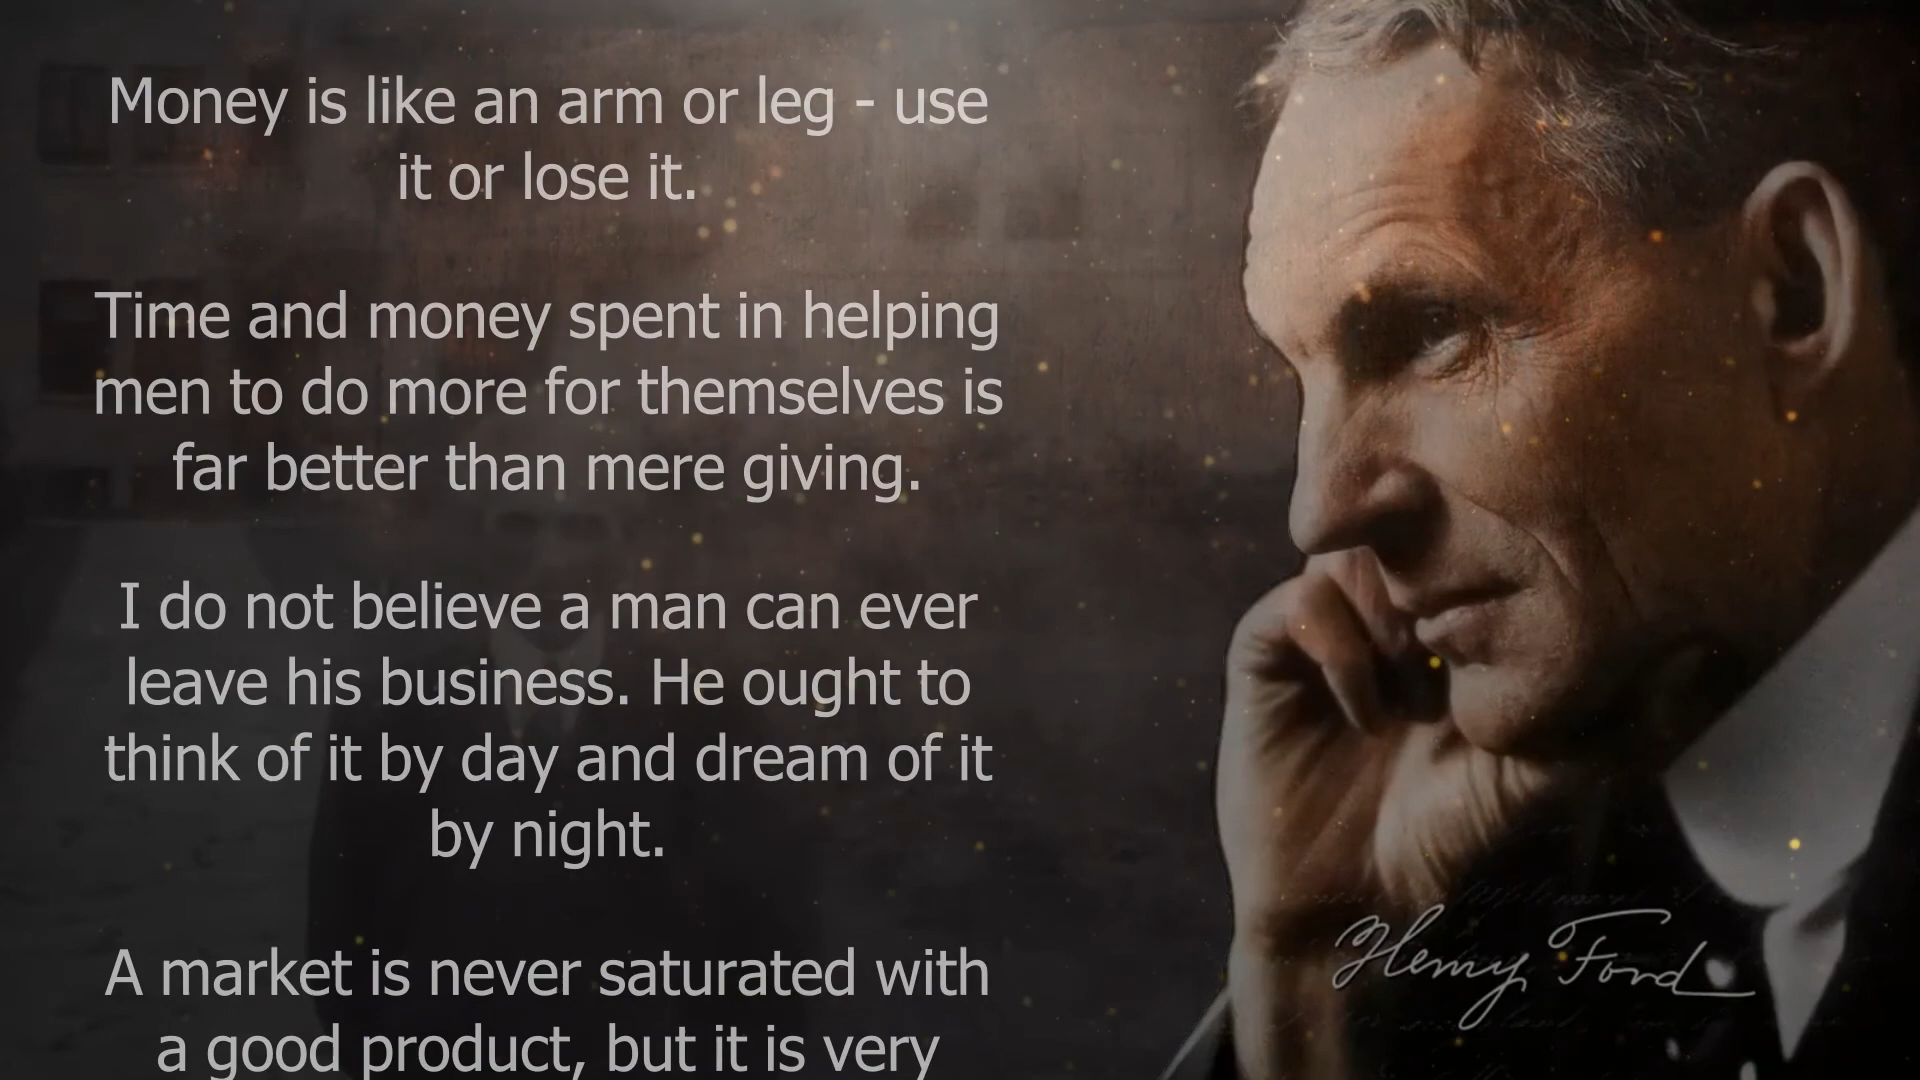 Money is like an arm or leg - use
it or lose it.
Time and money spent in helping
men to do more for themselves is
far better than mere giving.
I do not believe a man can ever
leave his business. He ought to
think of it by day and dream of it
by night.
A market is never saturated with
a good product, but it is very
Henry Ford